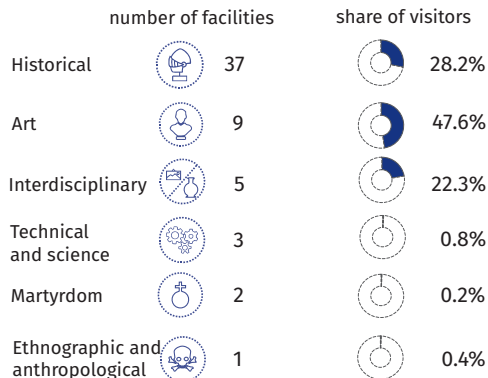 number of facilities share of visitors
Historical 37 28.2%
Art 9 47.6%
Interdisciplinary 5 22.3%
Technical
and science 3 0.8%
Martyrdom 2 0.2%
Ethnographic and
anthropological 1 0.4%